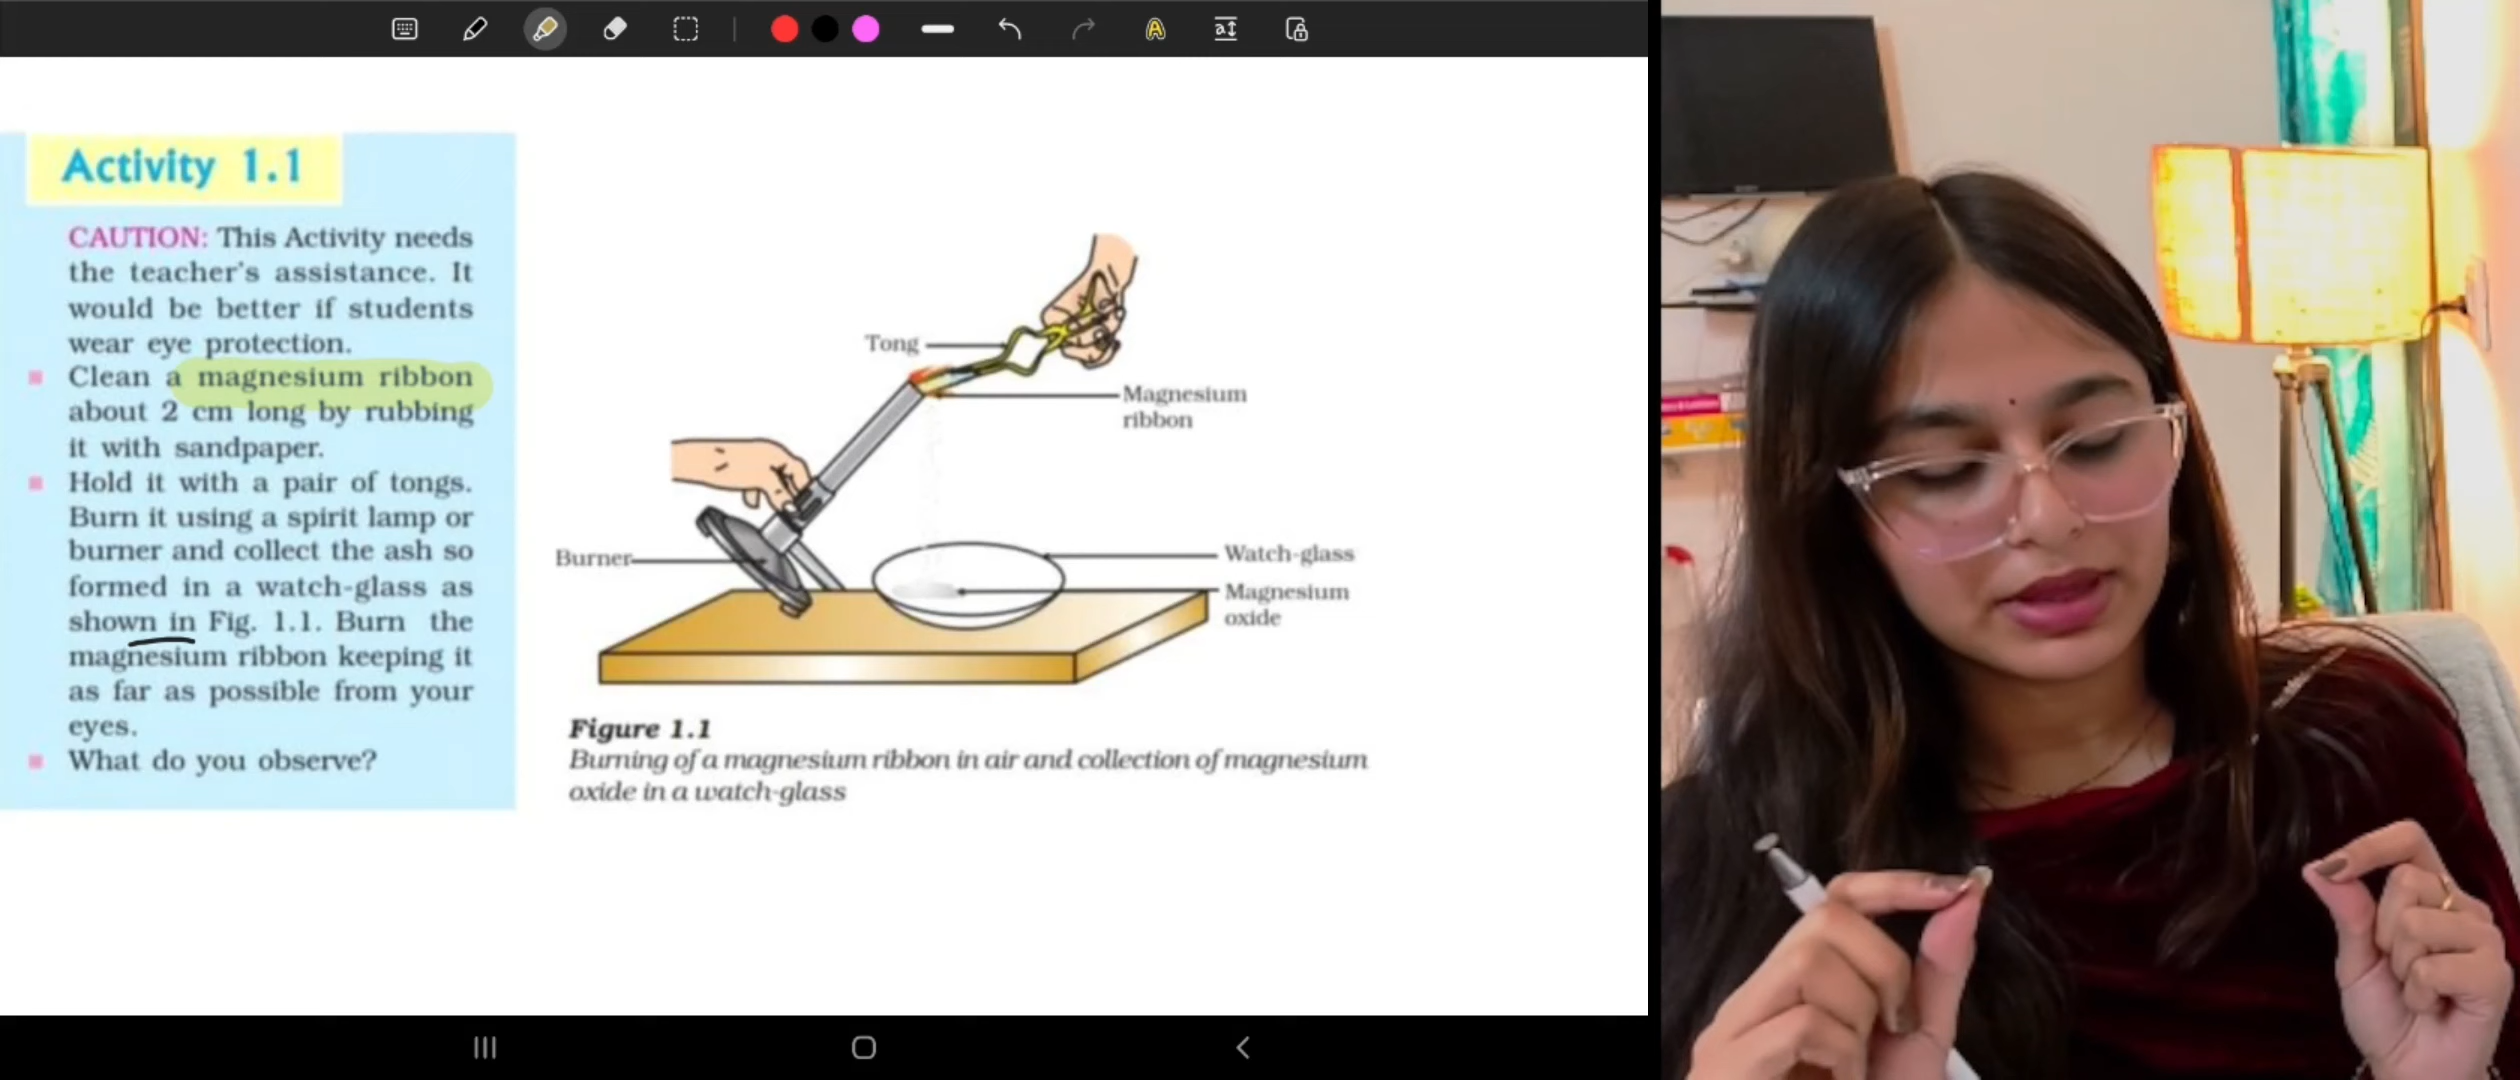 Activity 1.1
CAUTION: This Activity needs
the teacher's assistance. It
would be better if students
wear eye protection.
Clean a magnesium ribbon
about 2 cm long by rubbing
it with sandpaper.
Hold it with a pair of tongs.
Burn it using a spirit lamp or
burner and collect the ash so
formed in a watch-glass as
shown in Fig. 1.1. Burn the
magnesium ribbon keeping it
as far as possible from your
eyes.
What do you observe?
Tong
Magnesium
ribbon
Burner
Watch-glass
Magnesium
oxide
Figure 1.1
Burning of a magnesium ribbon in air and collection of magnesium
oxide in a watch-glass